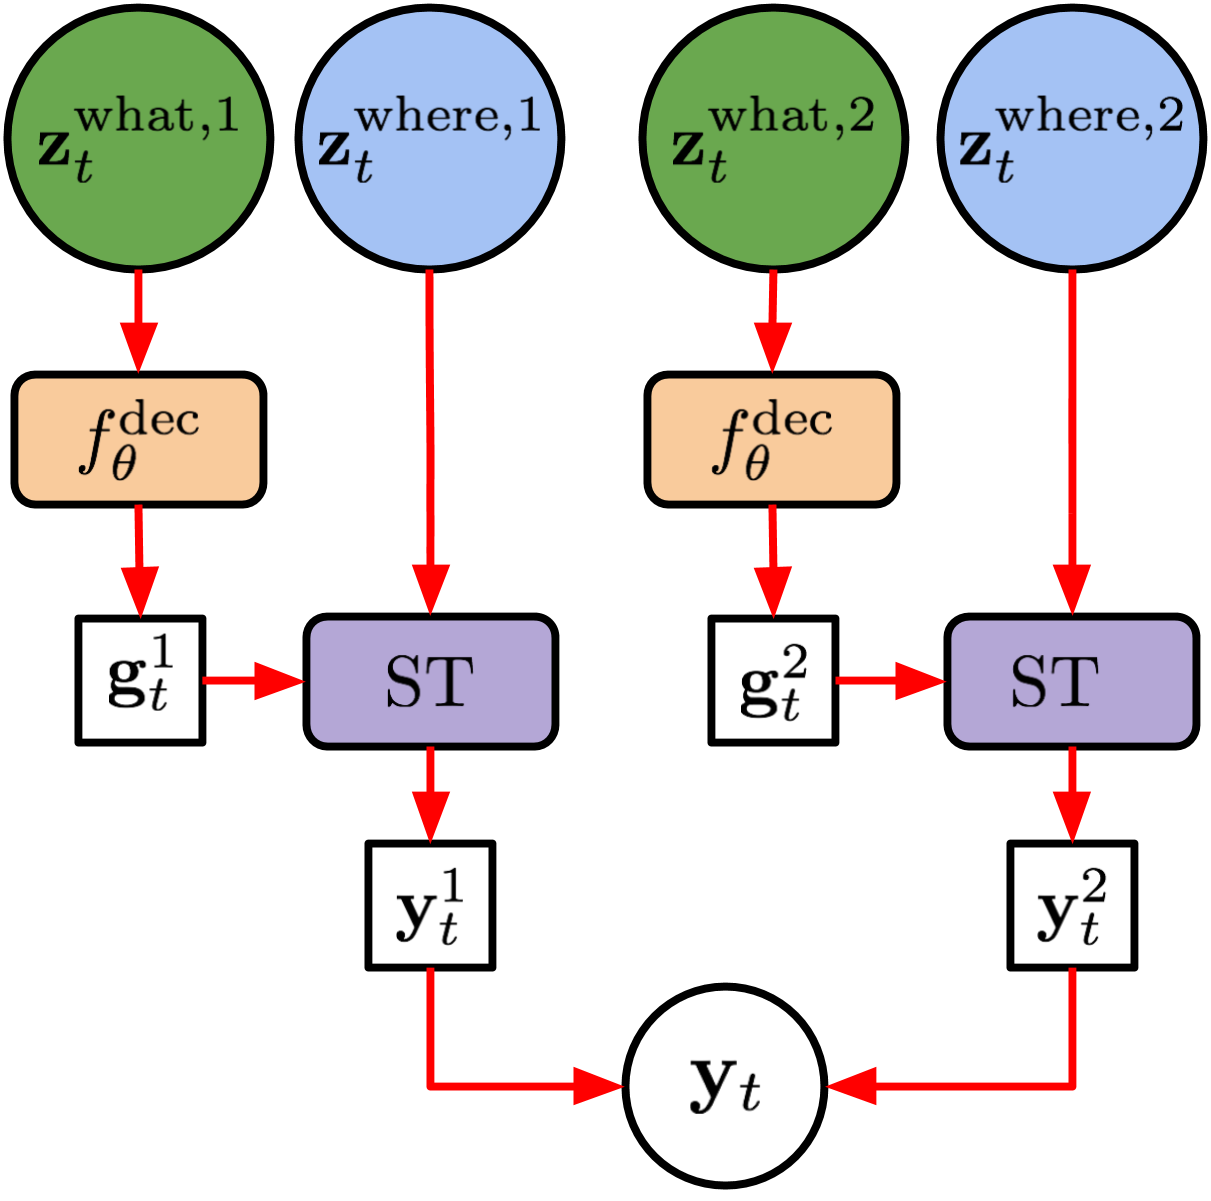 z_t^{what,1} z_t^{where,1} z_t^{what,2} z_t^{where,2}
f_θ^{dec} f_θ^{dec}
g_t^1 ST g_t^2 ST
y_t^1 y_t^2
y_t